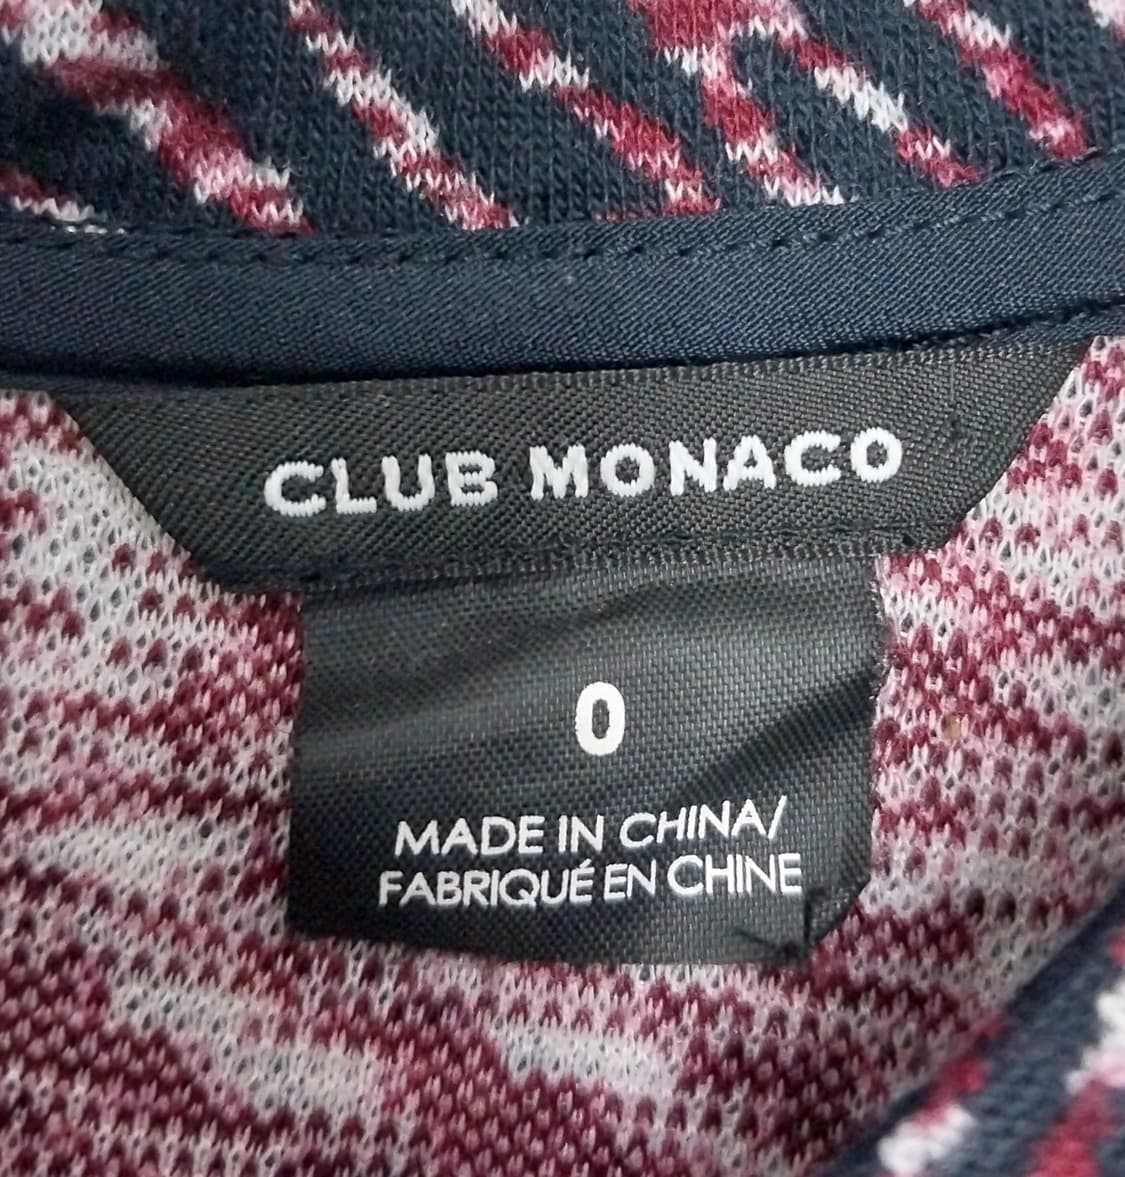 CLUB MONACO
0
MADE IN CHINA/
FABRIQUÉ EN CHINE